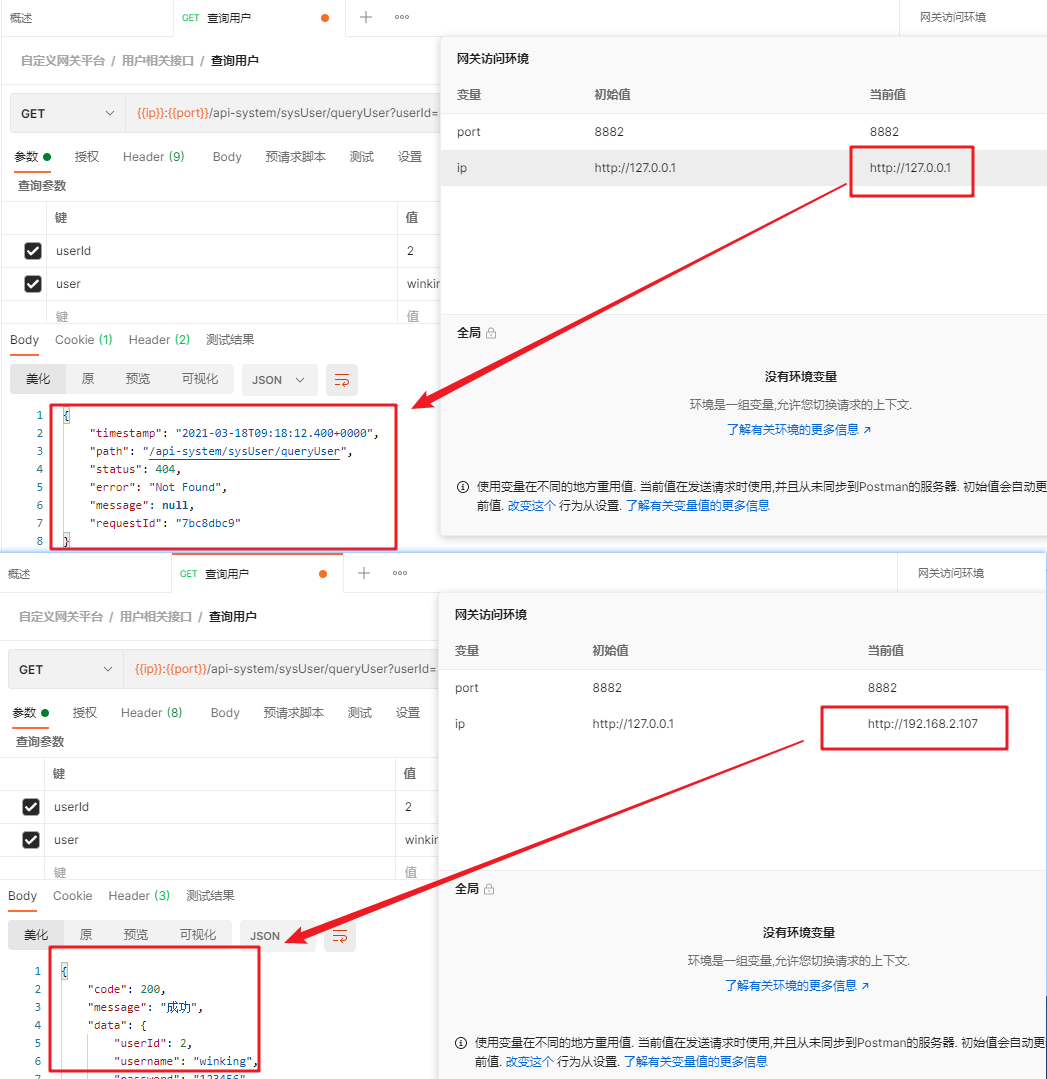 概述 GET 查询用户 网关访问环境
自定义网关平台 / 用户相关接口 / 查询用户
网关访问环境
变量 初始值 当前值
GET {{ip}}:{{port}}/api-system/sysUser/queryUser?userId=
port 8882 8882
参数 授权 Header (9) Body 预请求脚本 测试 设置
ip http://127.0.0.1 http://127.0.0.1
查询参数
键 值
userId 2
user winkin
键 值
全局
Body Cookie (1) Header (2) 测试结果
美化 原 预览 可视化 JSON
没有环境变量
环境是一组变量,允许您切换请求的上下文.
了解有关环境的更多信息 ↗
1 {
2 "timestamp": "2021-03-18T09:18:12.400+0000",
3 "path": "/api-system/sysUser/queryUser",
4 "status": 404,
5 "error": "Not Found",
6 "message": null,
7 "requestId": "7bc8dbc9"
8 }
使用变量在不同的地方重用值. 当前值在发送请求时使用,并且从未同步到Postman的服务器. 初始值会自动更
前值. 改变这个 行为从设置. 了解有关变量值的更多信息
概述 GET 查询用户 网关访问环境
自定义网关平台 / 用户相关接口 / 查询用户
网关访问环境
变量 初始值 当前值
GET {{ip}}:{{port}}/api-system/sysUser/queryUser?userId=
port 8882 8882
参数 授权 Header (8) Body 预请求脚本 测试 设置
ip http://127.0.0.1 http://192.168.2.107
查询参数
键 值
userId 2
user winkin
键 值
全局
Body Cookie Header (3) 测试结果
美化 原 预览 可视化 JSON
没有环境变量
环境是一组变量,允许您切换请求的上下文.
了解有关环境的更多信息 ↗
1 {
2 "code": 200,
3 "message": "成功",
4 "data": {
5 "userId": 2,
6 "username": "winking",
7 "password": "123456"
使用变量在不同的地方重用值. 当前值在发送请求时使用,并且从未同步到Postman的服务器. 初始值会自动更
前值. 改变这个 行为从设置. 了解有关变量值的更多信息